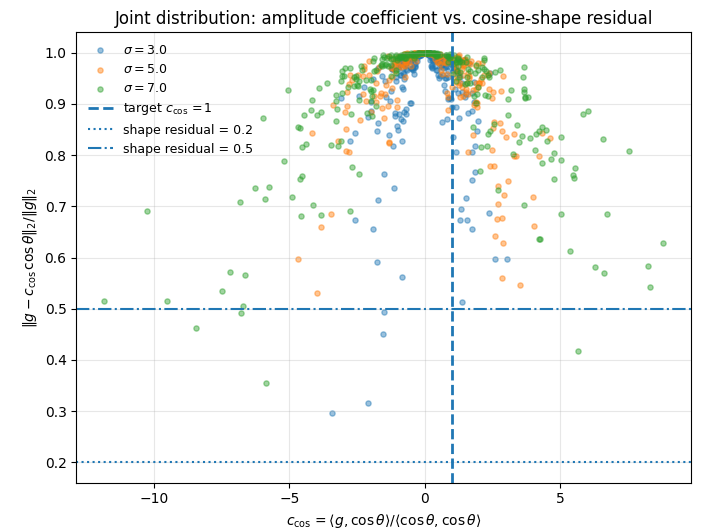 Joint distribution: amplitude coefficient vs. cosine-shape residual
σ = 3.0
σ = 5.0
σ = 7.0
target c_cos = 1
shape residual = 0.2
shape residual = 0.5
‖g − c_cos cos θ‖₂/‖g‖₂
1.0
0.9
0.8
0.7
0.6
0.5
0.4
0.3
0.2
−10
−5
0
5
c_cos = ⟨g, cos θ⟩/⟨cos θ, cos θ⟩